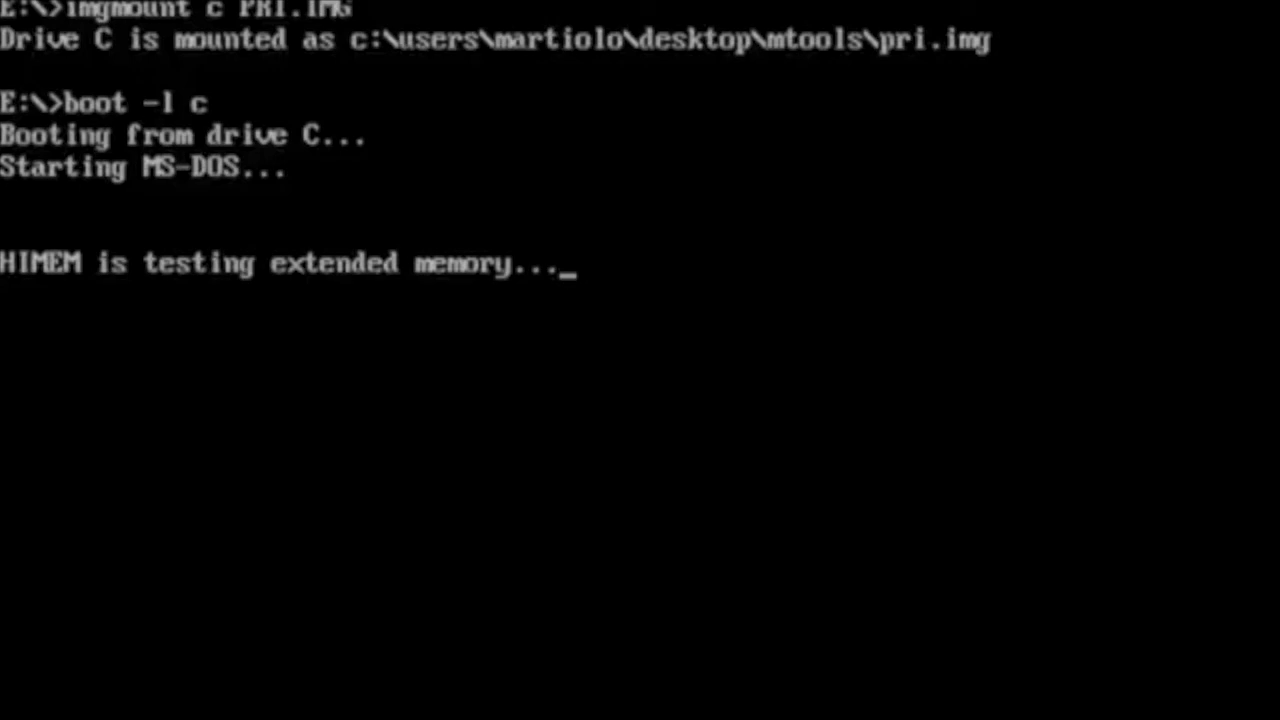 E:\>imgmount c PRI.IMG
Drive C is mounted as c:\users\martiolo\desktop\mtools\pri.img
E:\>boot -l c
Booting from drive C...
Starting MS-DOS...
HIMEM is testing extended memory..._